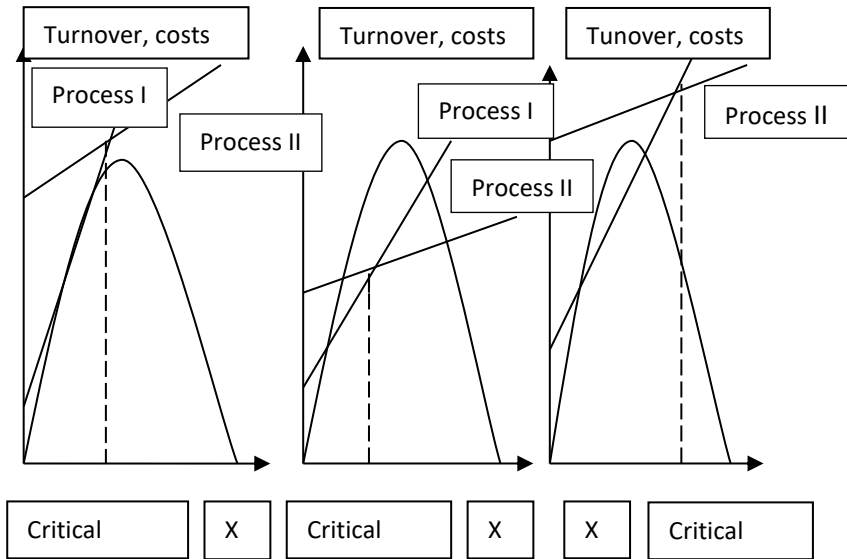 Turnover, costs
Turnover, costs
Tunover, costs
Process I
Process II
Process I
Process II
Process II
Critical
X
Critical
X
X
Critical